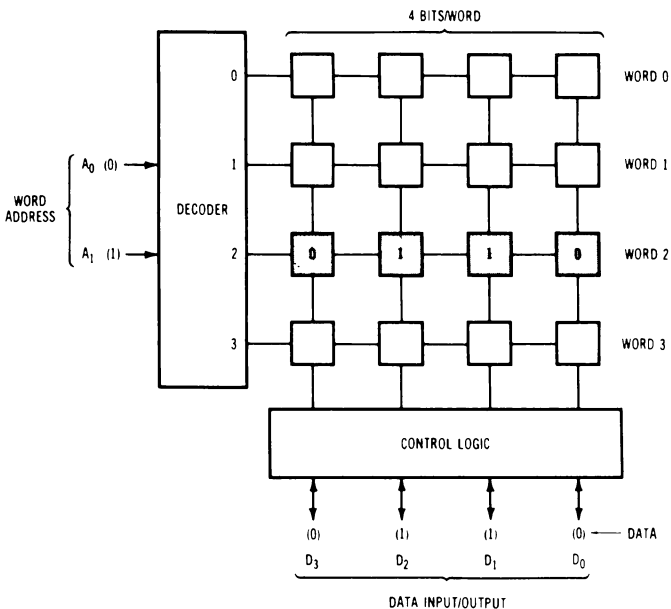 4 BITS/WORD
0
WORD 0
A0 (0)
1
WORD 1
WORD
ADDRESS
DECODER
A1 (1)
2
0 1 1 0
WORD 2
3
WORD 3
CONTROL LOGIC
(0) (1) (1) (0) DATA
D3 D2 D1 D0
DATA INPUT/OUTPUT